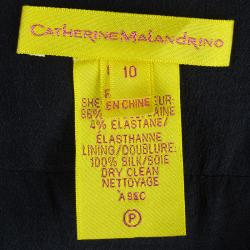 CATHERINE MALANDRINO
10
EN CHINE
4% ELASTANE/
ELASTHANNE
LINING/DOUBLURE:
100% SILK/SOIE
DRY CLEAN
NETTOYAGE
À SEC
P